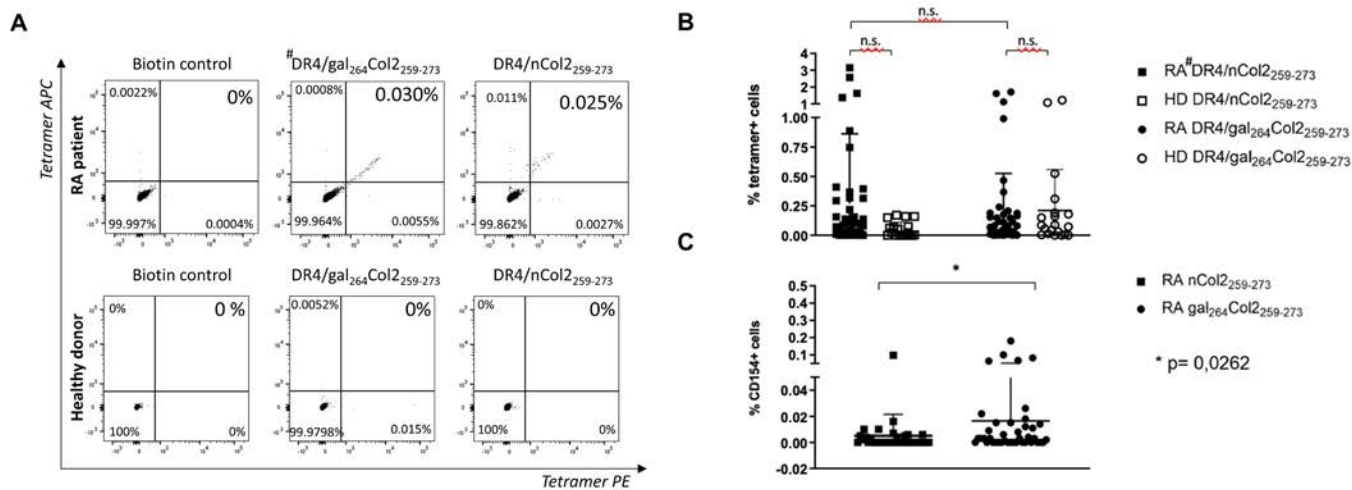 A
Tetramer APC
RA patient
Biotin control
0.0022%
0%
99.997%
0.0004%
#DR4/gal264Col2259-273
0.0008%
0.030%
99.964%
0.0055%
DR4/nCol2259-273
0.011%
0.025%
99.862%
0.0027%
Healthy donor
Biotin control
0%
0 %
100%
0%
DR4/gal264Col2259-273
0.0052%
0%
99.9798%
0.015%
DR4/nCol2259-273
0%
0%
100%
0%
Tetramer PE
B
n.s.
n.s.
n.s.
% tetramer+ cells
4
3
2
1
1.00
0.75
0.50
0.25
0.00
RA#DR4/nCol2259-273
HD DR4/nCol2259-273
RA DR4/gal264Col2259-273
HD DR4/gal264Col2259-273
C
*
% CD154+ cells
0.5
0.4
0.3
0.2
0.1
0.04
0.02
0.00
-0.02
RA nCol2259-273
RA gal264Col2259-273
* p= 0,0262